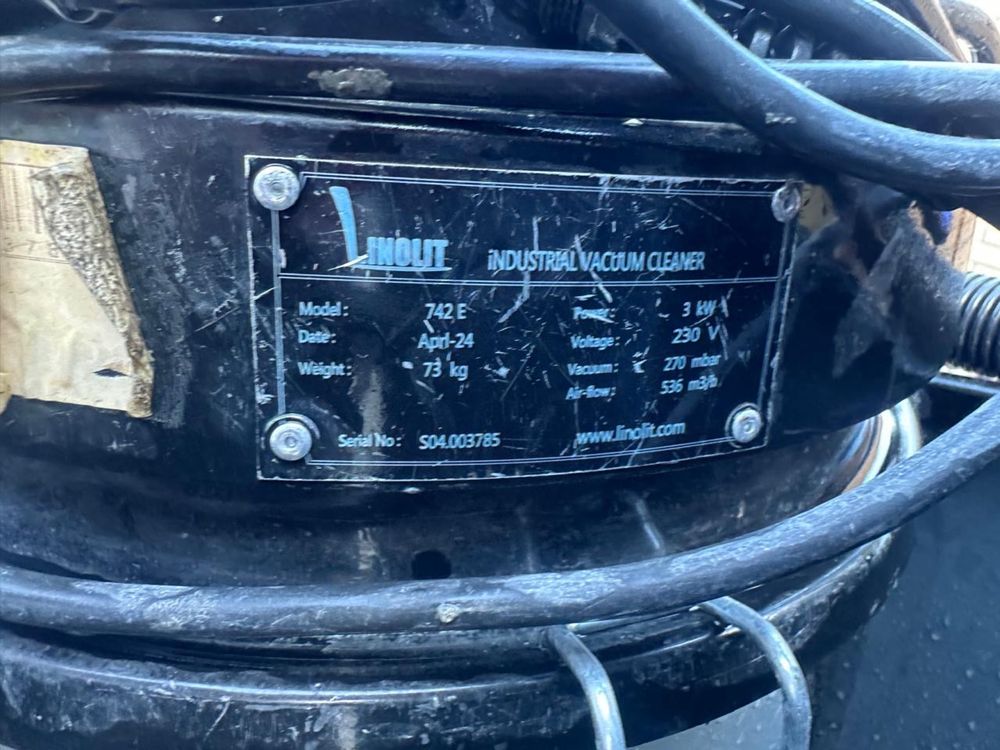 LINOLIT iNDUSTRIAL VACUUM CLEANER
Model: 742 E Power: 3 kW
Date: Aprl-24 Voltage: 230 V
Weight: 73 kg Vacuum: 270 mbar
Air-flow: 536 m3/h
Serial No: S04.003785 www.linolit.com